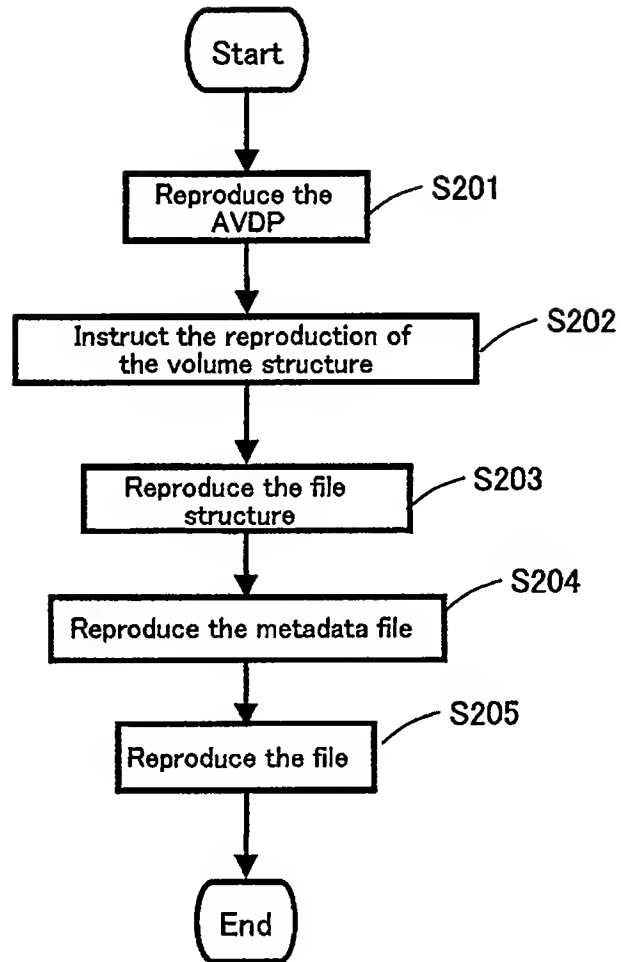 Start
Reproduce the
AVDP
S201
Instruct the reproduction of
the volume structure
S202
Reproduce the file
structure
S203
Reproduce the metadata file
S204
Reproduce the file
S205
End